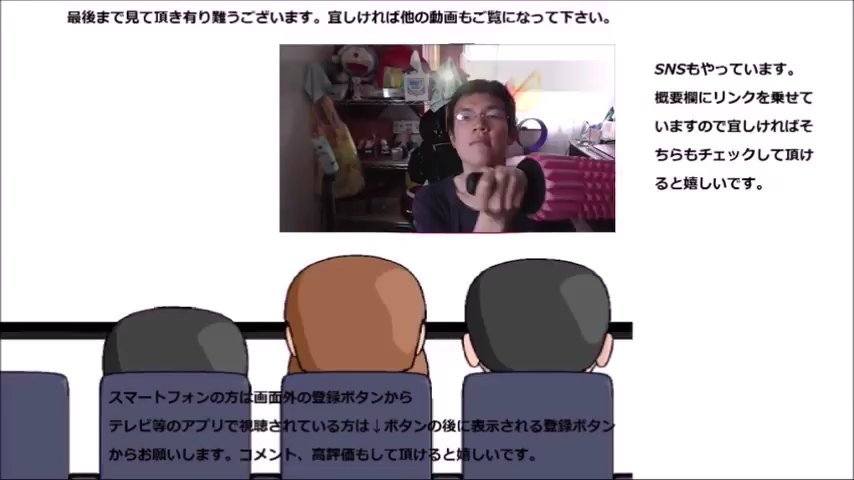 最後まで見て頂き有り難うございます。宜しければ他の動画もご覧になって下さい。
SNSもやっています。
概要欄にリンクを乗せて
いますので宜しければそ
ちらもチェックして頂け
ると嬉しいです。
スマートフォンの方は画面外の登録ボタンから
テレビ等のアプリで視聴されている方は↓ボタンの後に表示される登録ボタン
からお願いします。コメント、高評価もして頂けると嬉しいです。